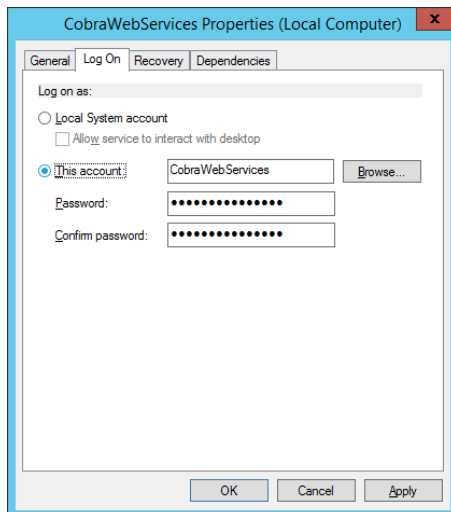 CobraWebServices Properties (Local Computer) x
General Log On Recovery Dependencies
Log on as:
Local System account
Allow service to interact with desktop
This account: CobraWebServices Browse...
Password: •••••••••••••••
Confirm password: •••••••••••••••
OK Cancel Apply